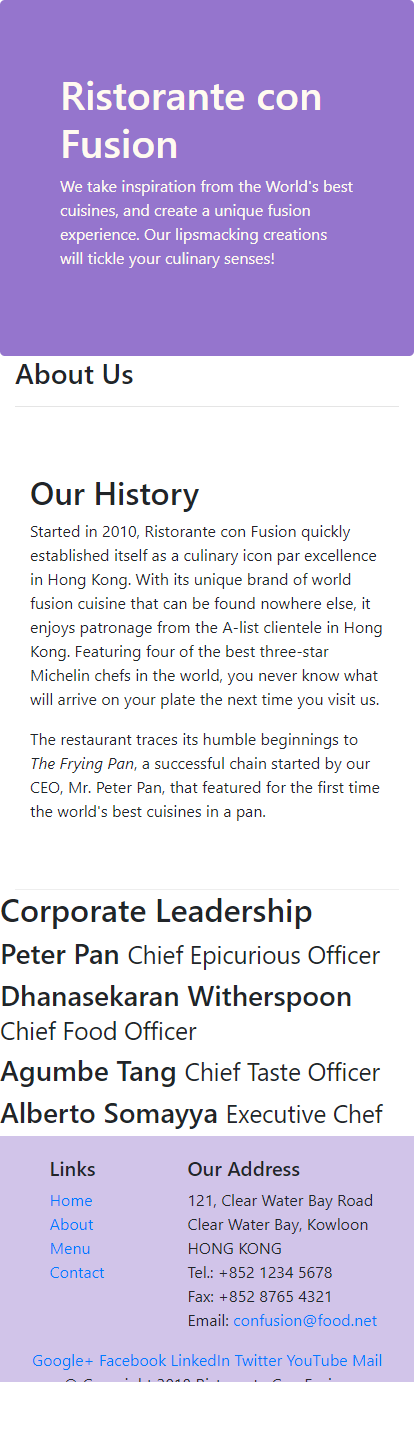 Ristorante con
Fusion
We take inspiration from the World's best
cuisines, and create a unique fusion
experience. Our lipsmacking creations
will tickle your culinary senses!
About Us
Our History
Started in 2010, Ristorante con Fusion quickly
established itself as a culinary icon par excellence
in Hong Kong. With its unique brand of world
fusion cuisine that can be found nowhere else, it
enjoys patronage from the A-list clientele in Hong
Kong. Featuring four of the best three-star
Michelin chefs in the world, you never know what
will arrive on your plate the next time you visit us.
The restaurant traces its humble beginnings to
The Frying Pan, a successful chain started by our
CEO, Mr. Peter Pan, that featured for the first time
the world's best cuisines in a pan.
Corporate Leadership
Peter Pan Chief Epicurious Officer
Dhanasekaran Witherspoon
Chief Food Officer
Agumbe Tang Chief Taste Officer
Alberto Somayya Executive Chef
Links
Home
About
Menu
Contact
Our Address
121, Clear Water Bay Road
Clear Water Bay, Kowloon
HONG KONG
Tel.: +852 1234 5678
Fax: +852 8765 4321
Email: confusion@food.net
Google+ Facebook LinkedIn Twitter YouTube Mail
© Copyright 2018 Ristorante Con Fusion